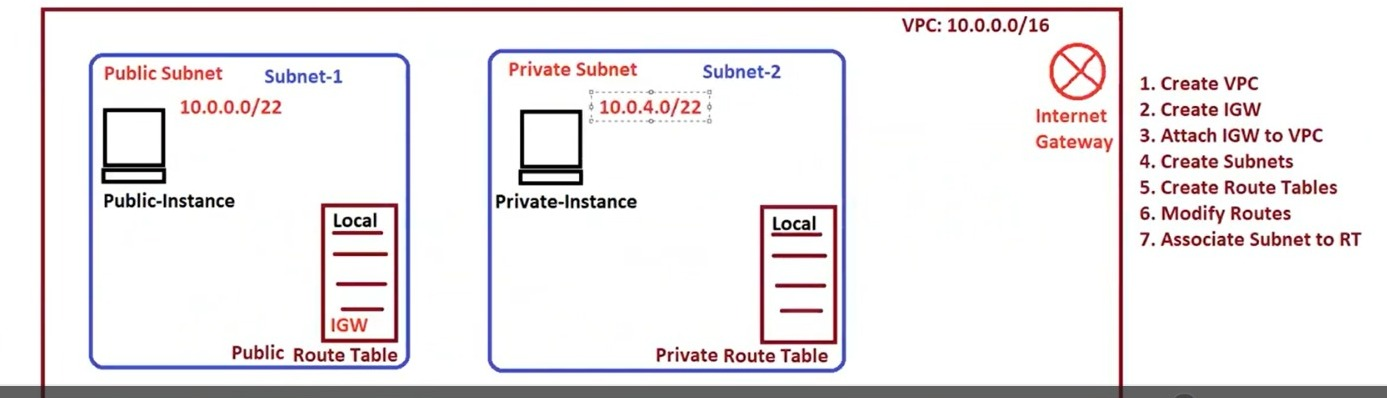 VPC: 10.0.0.0/16
Public Subnet
Subnet-1
10.0.0.0/22
Public-Instance
Local
IGW
Public Route Table
Private Subnet
Subnet-2
10.0.4.0/22
Private-Instance
Local
Private Route Table
Internet
Gateway
1. Create VPC
2. Create IGW
3. Attach IGW to VPC
4. Create Subnets
5. Create Route Tables
6. Modify Routes
7. Associate Subnet to RT